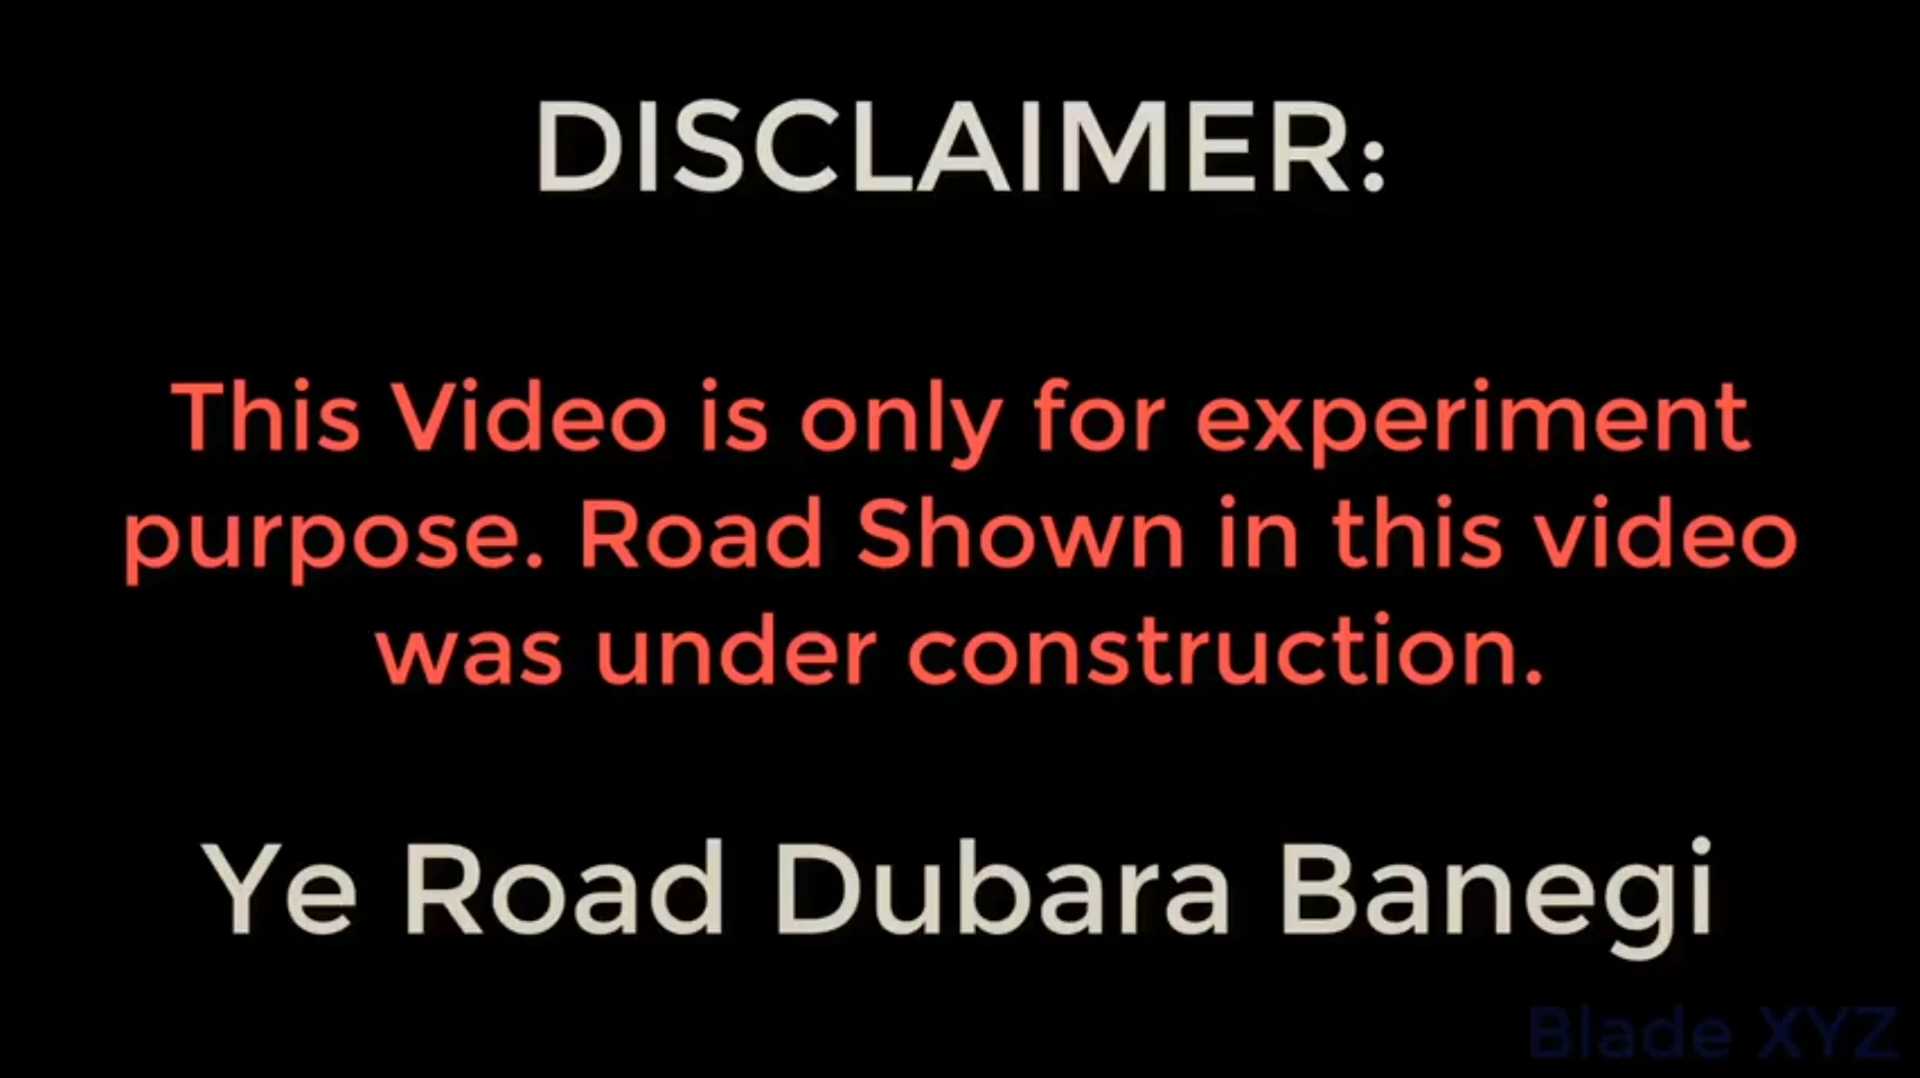 DISCLAIMER:
This Video is only for experiment
purpose. Road Shown in this video
was under construction.
Ye Road Dubara Banegi
Blade XYZ